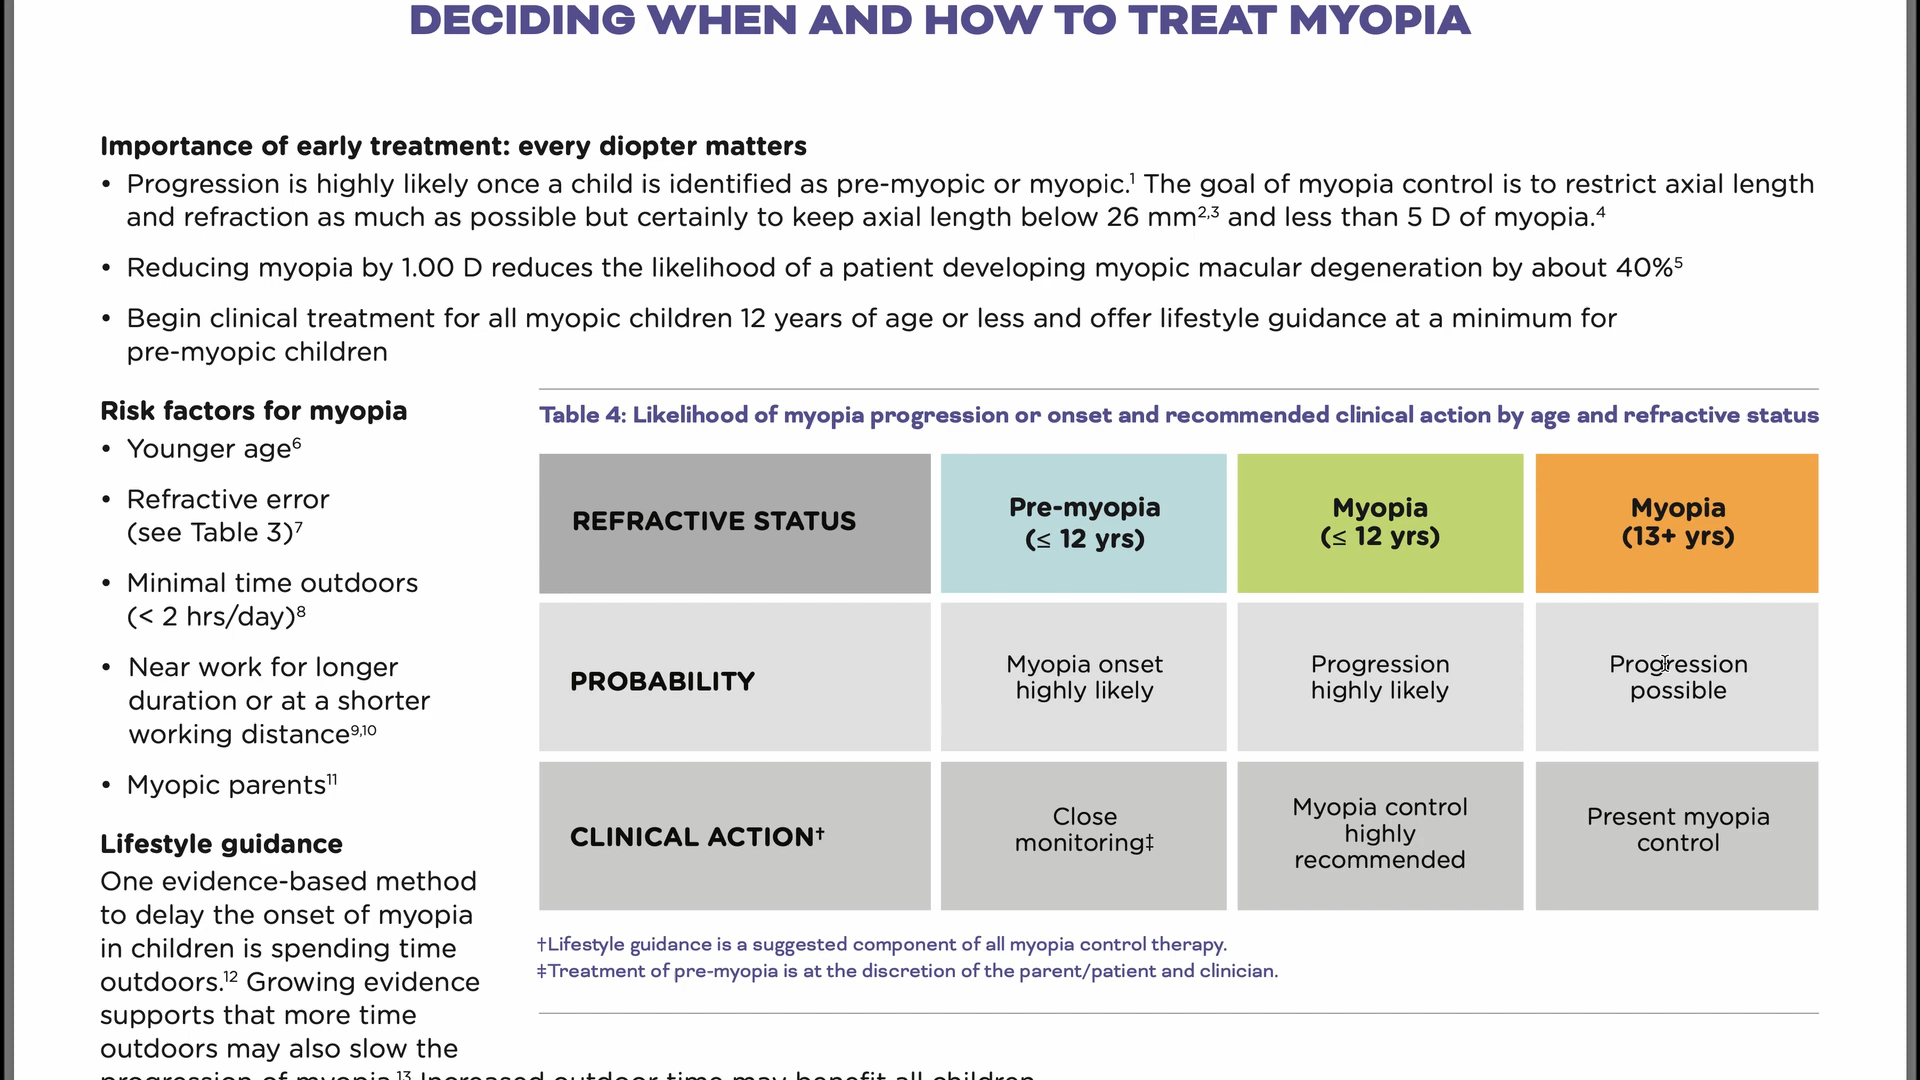 DECIDING WHEN AND HOW TO TREAT MYOPIA
Importance of early treatment: every diopter matters
• Progression is highly likely once a child is identified as pre-myopic or myopic.¹ The goal of myopia control is to restrict axial length
and refraction as much as possible but certainly to keep axial length below 26 mm²,³ and less than 5 D of myopia.⁴
• Reducing myopia by 1.00 D reduces the likelihood of a patient developing myopic macular degeneration by about 40%⁵
• Begin clinical treatment for all myopic children 12 years of age or less and offer lifestyle guidance at a minimum for
pre-myopic children
Risk factors for myopia
• Younger age⁶
• Refractive error
(see Table 3)⁷
• Minimal time outdoors
(< 2 hrs/day)⁸
• Near work for longer
duration or at a shorter
working distance⁹,¹⁰
• Myopic parents¹¹
Lifestyle guidance
One evidence-based method
to delay the onset of myopia
in children is spending time
outdoors.¹² Growing evidence
supports that more time
outdoors may also slow the
progression of myopia.¹³ Increased outdoor time may benefit all children
Table 4: Likelihood of myopia progression or onset and recommended clinical action by age and refractive status
REFRACTIVE STATUS
Pre-myopia
(≤ 12 yrs)
Myopia
(≤ 12 yrs)
Myopia
(13+ yrs)
PROBABILITY
Myopia onset
highly likely
Progression
highly likely
Progression
possible
CLINICAL ACTION†
Close
monitoring‡
Myopia control
highly
recommended
Present myopia
control
†Lifestyle guidance is a suggested component of all myopia control therapy.
‡Treatment of pre-myopia is at the discretion of the parent/patient and clinician.